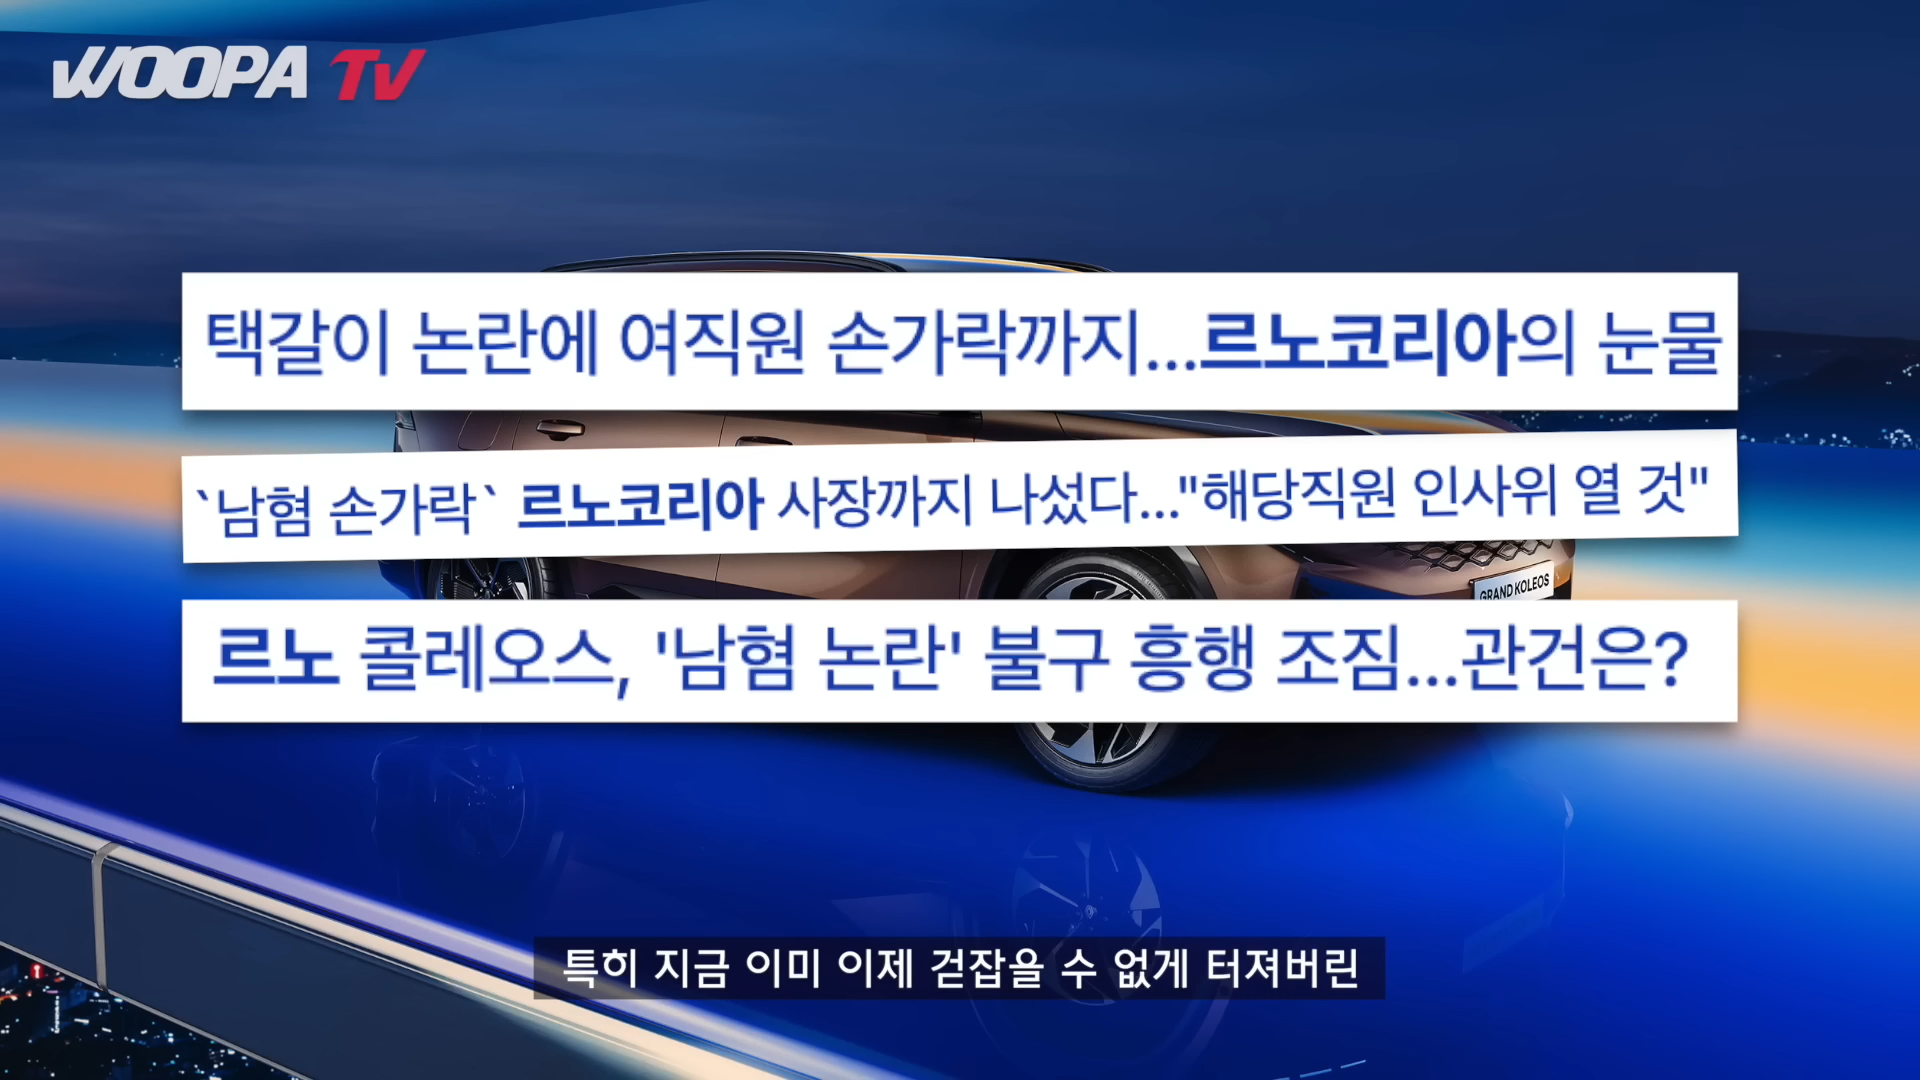 WOOPA TV
택갈이 논란에 여직원 손가락까지...르노코리아의 눈물
`남혐 손가락` 르노코리아 사장까지 나섰다..."해당직원 인사위 열 것"
GRAND KOLEOS
르노 콜레오스, '남혐 논란' 불구 흥행 조짐...관건은?
특히 지금 이미 이제 걷잡을 수 없게 터져버린